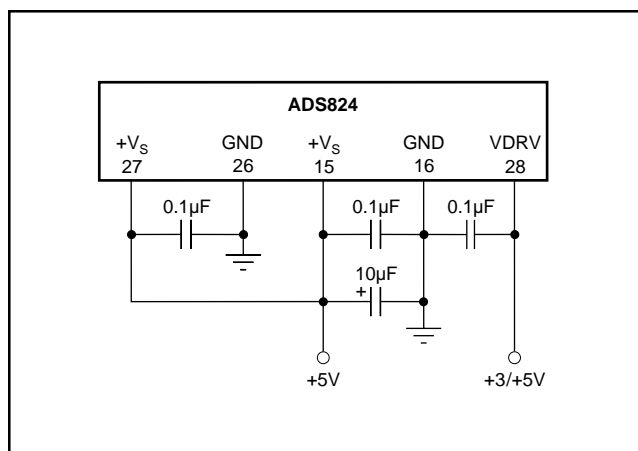 ADS824
+VS GND +VS GND VDRV
27 26 15 16 28
0.1µF 0.1µF 0.1µF
10µF
+
+5V +3/+5V